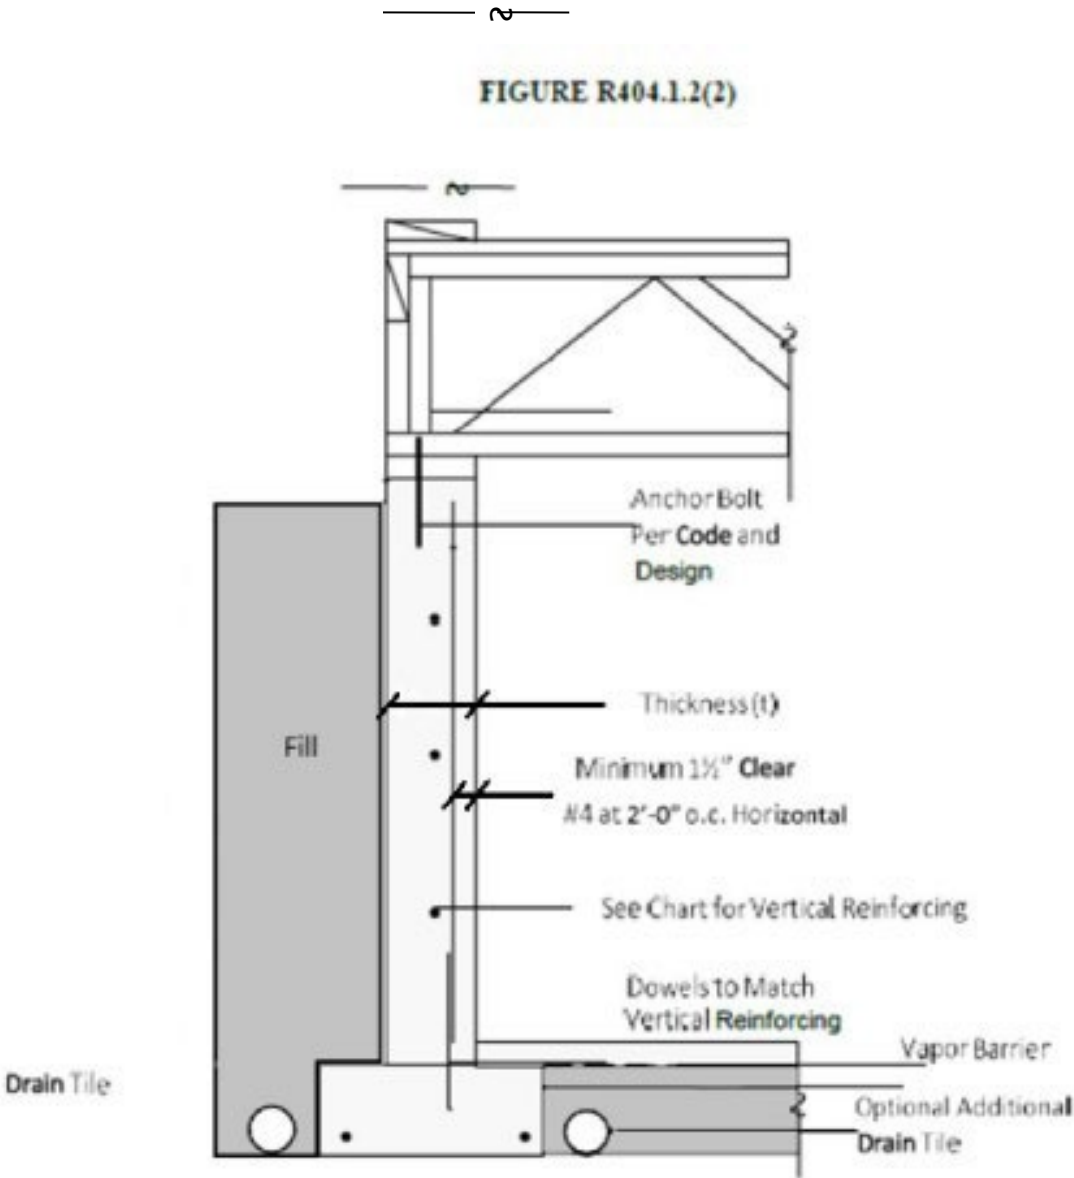 FIGURE R404.1.2(2)
Anchor Bolt
Per Code and
Design
Thickness (t)
Fill
Minimum 1½" Clear
#4 at 2'-0" o.c. Horizontal
See Chart for Vertical Reinforcing
Dowels to Match
Vertical Reinforcing
Vapor Barrier
Drain Tile
Optional Additional
Drain Tile